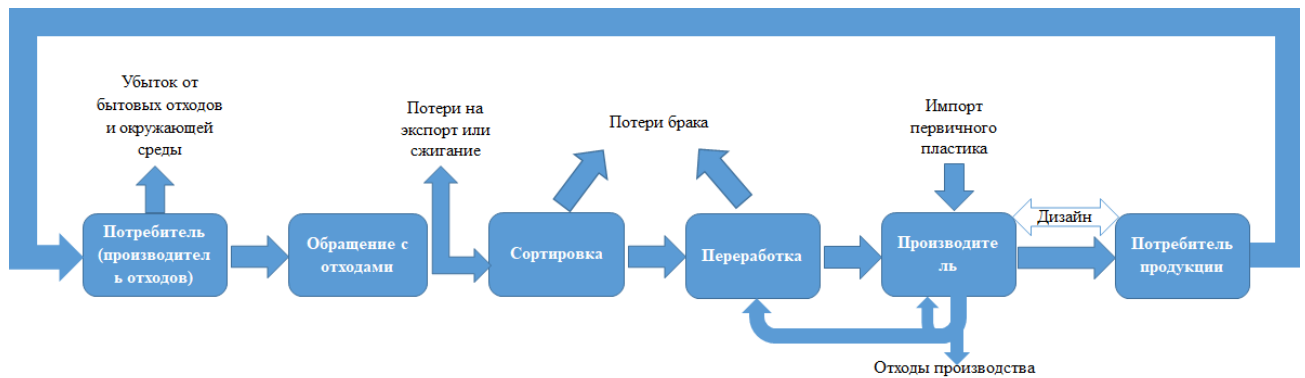 Убыток от
бытовых отходов
и окружающей
среды
Потери на
экспорт или
сжигание
Потери брака
Импорт
первичного
пластика
Потребитель
(производител
ь отходов)
Обращение с
отходами
Сортировка
Переработка
Производите
ль
Дизайн
Потребитель
продукции
Отходы производства